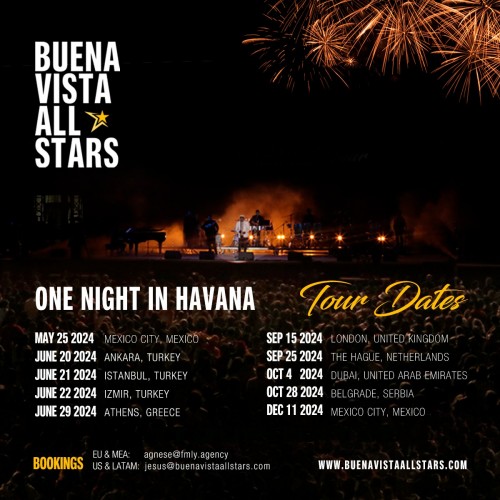 BUENA
VISTA
ALL
STARS
ONE NIGHT IN HAVANA
Tour Dates
MAY 25 2024 MEXICO CITY, MEXICO
JUNE 20 2024 ANKARA, TURKEY
JUNE 21 2024 ISTANBUL, TURKEY
JUNE 22 2024 IZMIR, TURKEY
JUNE 29 2024 ATHENS, GREECE
SEP 15 2024 LONDON, UNITED KINGDOM
SEP 25 2024 THE HAGUE, NETHERLANDS
OCT 4 2024 DUBAI, UNITED ARAB EMIRATES
OCT 28 2024 BELGRADE, SERBIA
DEC 11 2024 MEXICO CITY, MEXICO
BOOKINGS
EU & MEA: agnese@fmly.agency
US & LATAM: jesus@buenavistaallstars.com
WWW.BUENAVISTAALLSTARS.COM